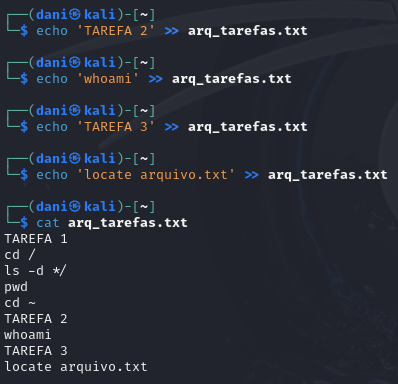 ┌──(dani㉿kali)-[~]
└─$ echo 'TAREFA 2' >> arq_tarefas.txt
┌──(dani㉿kali)-[~]
└─$ echo 'whoami' >> arq_tarefas.txt
┌──(dani㉿kali)-[~]
└─$ echo 'TAREFA 3' >> arq_tarefas.txt
┌──(dani㉿kali)-[~]
└─$ echo 'locate arquivo.txt' >> arq_tarefas.txt
┌──(dani㉿kali)-[~]
└─$ cat arq_tarefas.txt
TAREFA 1
cd /
ls -d */
pwd
cd ~
TAREFA 2
whoami
TAREFA 3
locate arquivo.txt